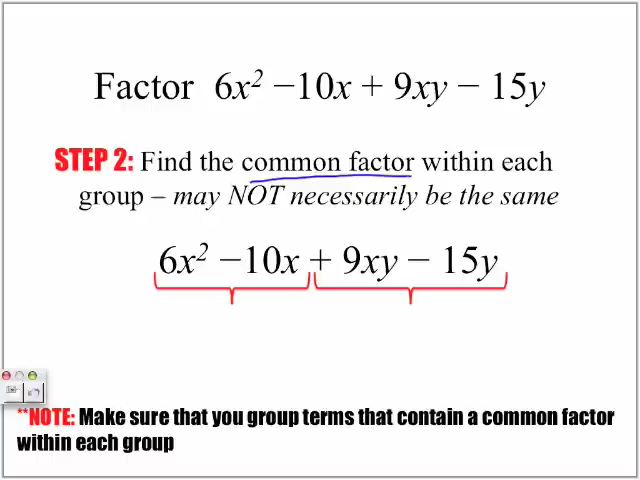 Factor 6x² −10x + 9xy − 15y
STEP 2: Find the common factor within each
group – may NOT necessarily be the same
6x² −10x + 9xy − 15y
**NOTE: Make sure that you group terms that contain a common factor
within each group